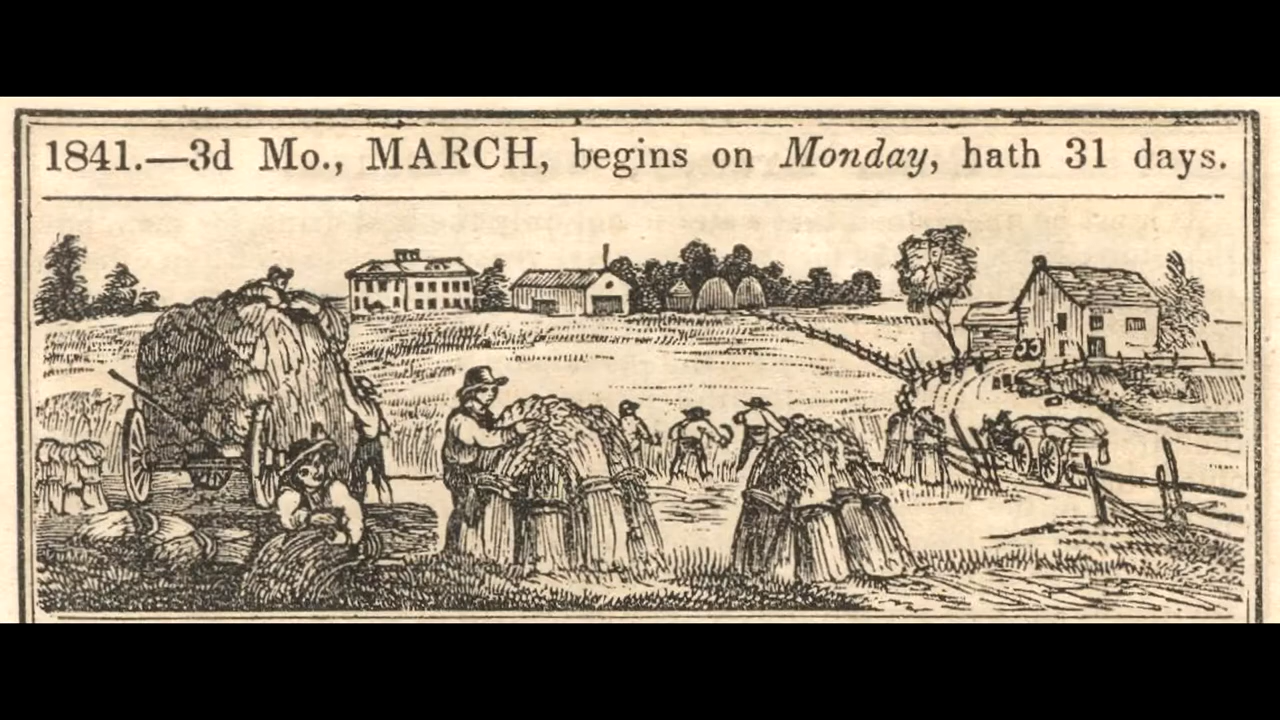 1841.—3d Mo., MARCH, begins on Monday, hath 31 days.